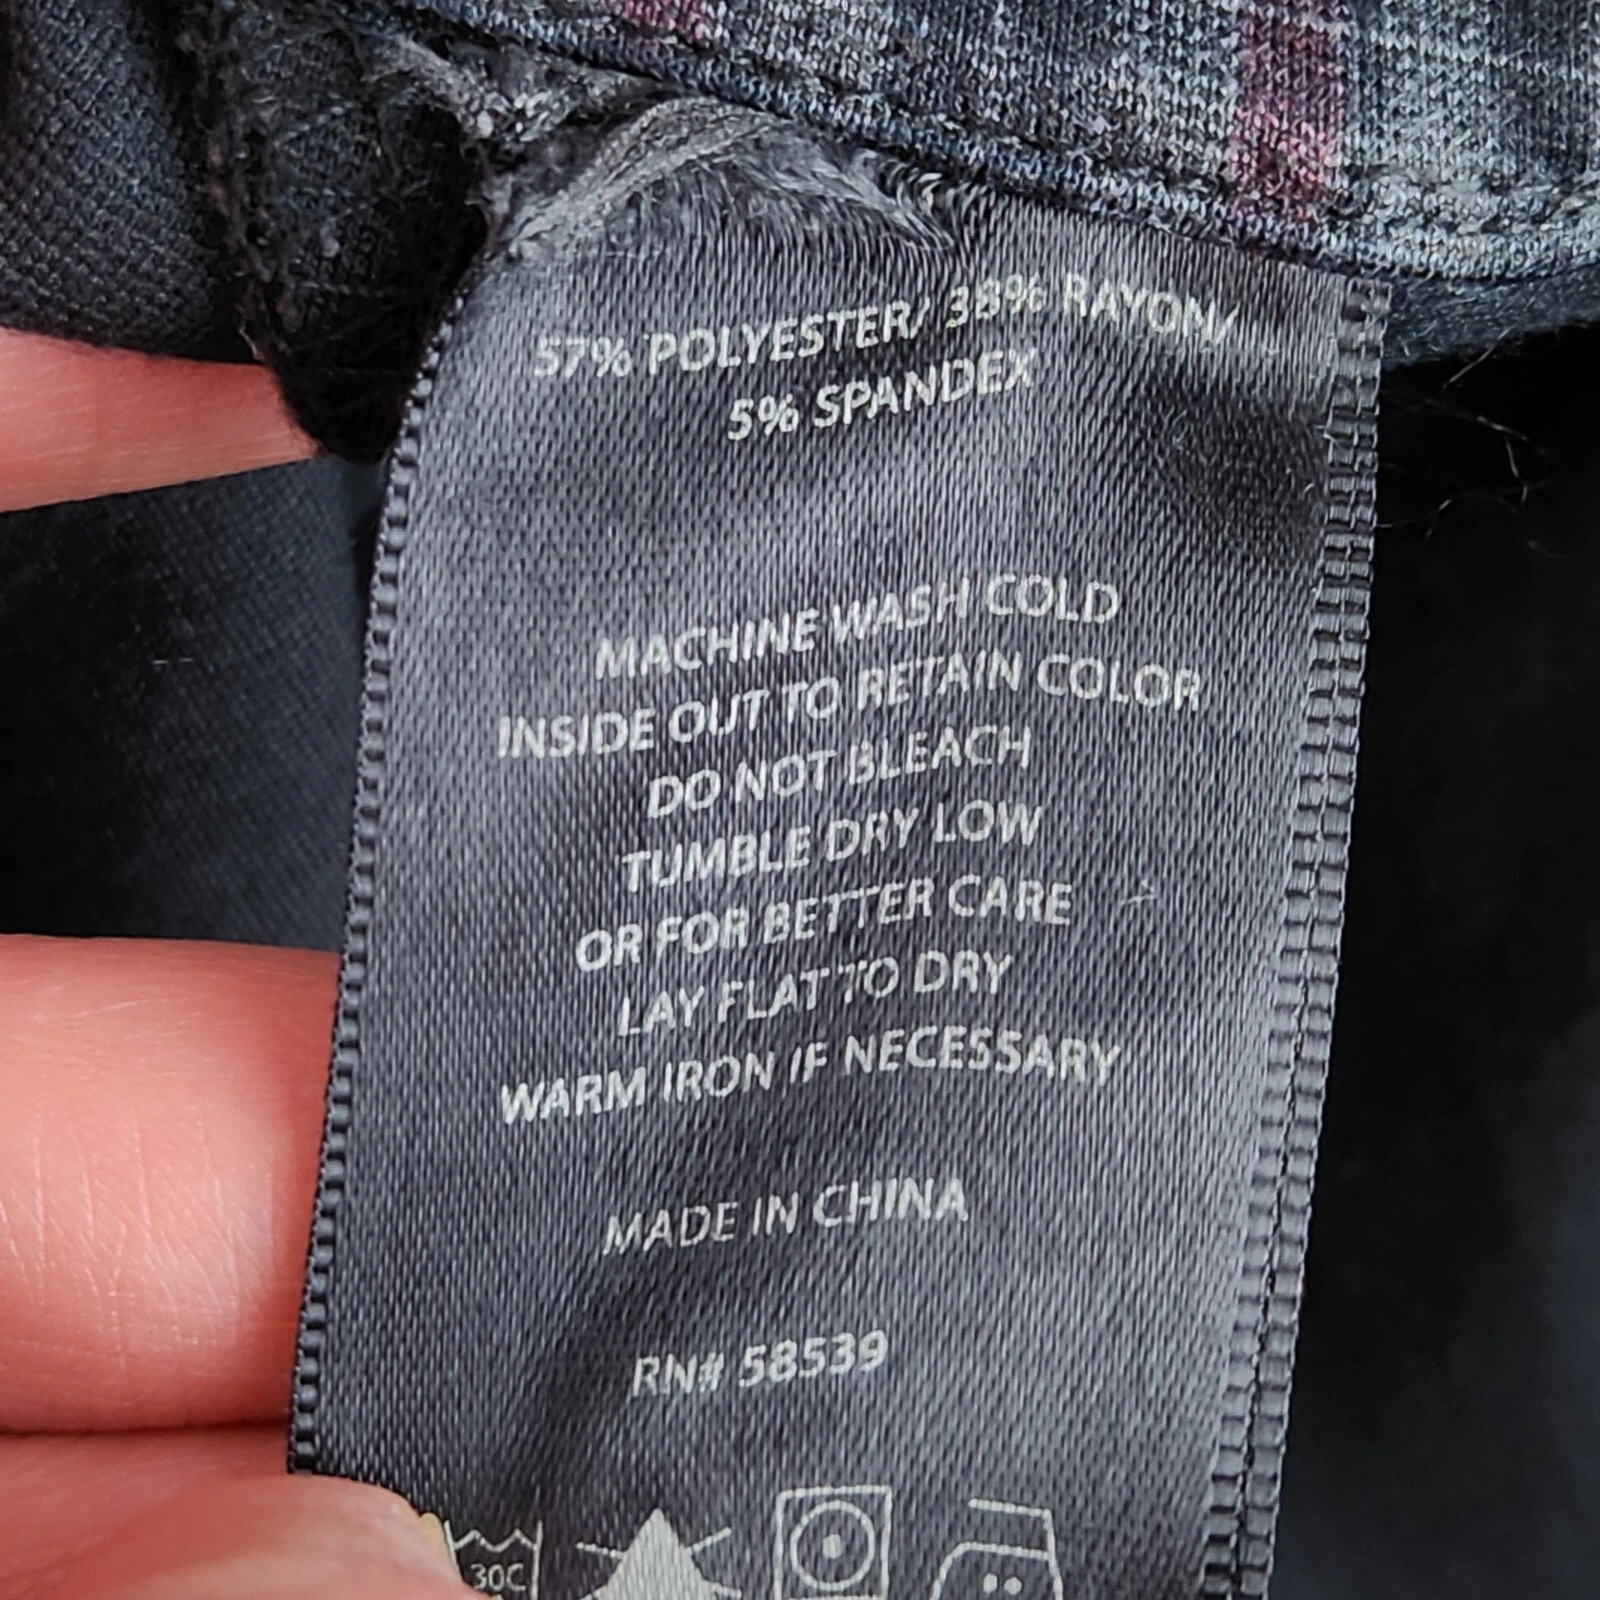 57% POLYESTER/ 38% RAYON/
5% SPANDEX
MACHINE WASH COLD
INSIDE OUT TO RETAIN COLOR
DO NOT BLEACH
TUMBLE DRY LOW
OR FOR BETTER CARE
LAY FLAT TO DRY
WARM IRON IF NECESSARY
MADE IN CHINA
RN# 58539
30C